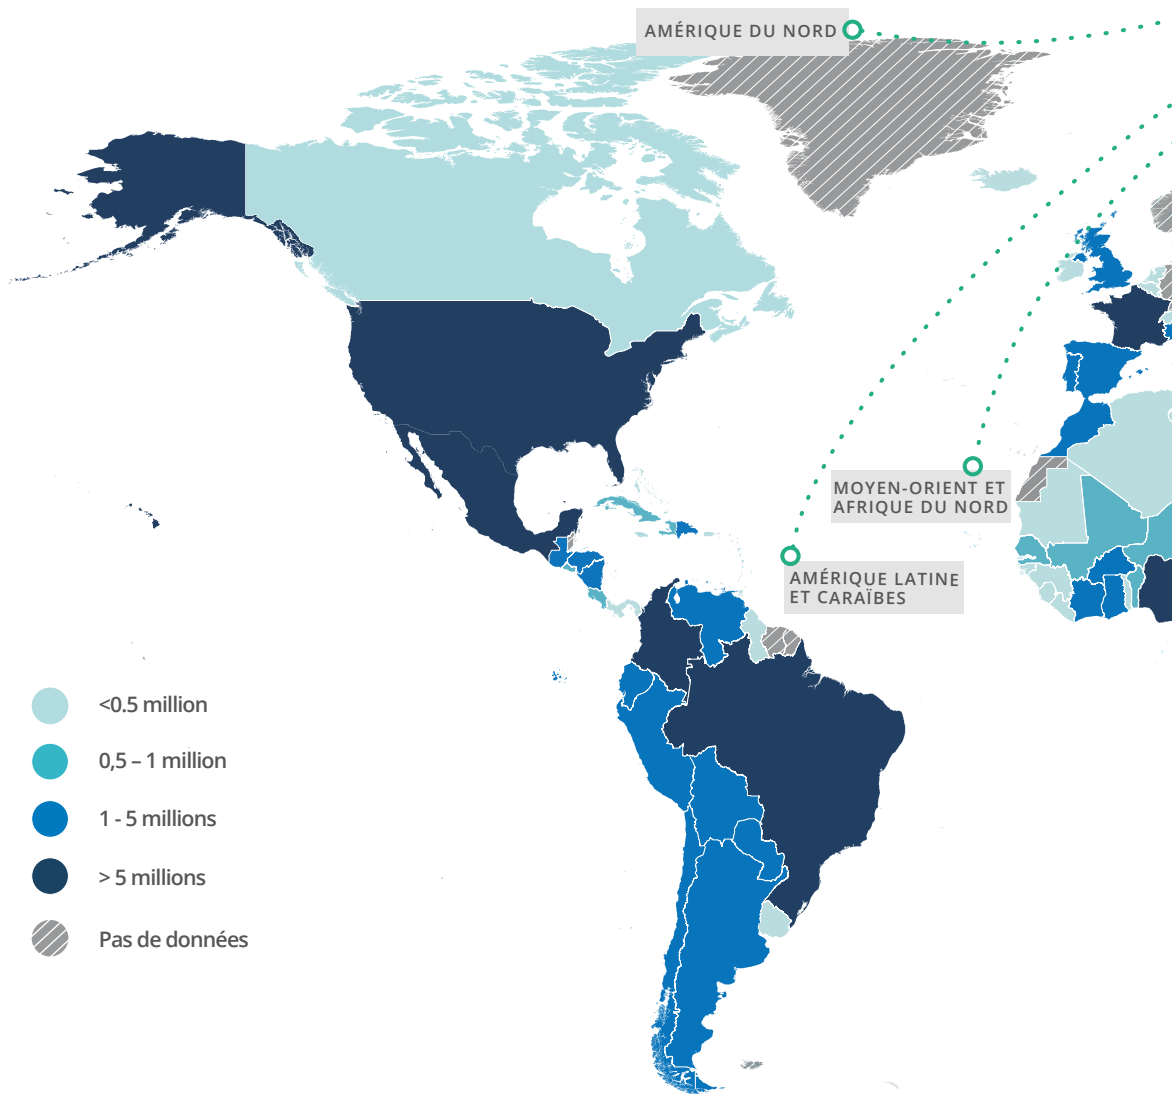 AMÉRIQUE DU NORD
MOYEN-ORIENT ET
AFRIQUE DU NORD
AMÉRIQUE LATINE
ET CARAÏBES
<0.5 million
0,5 – 1 million
1 - 5 millions
> 5 millions
Pas de données